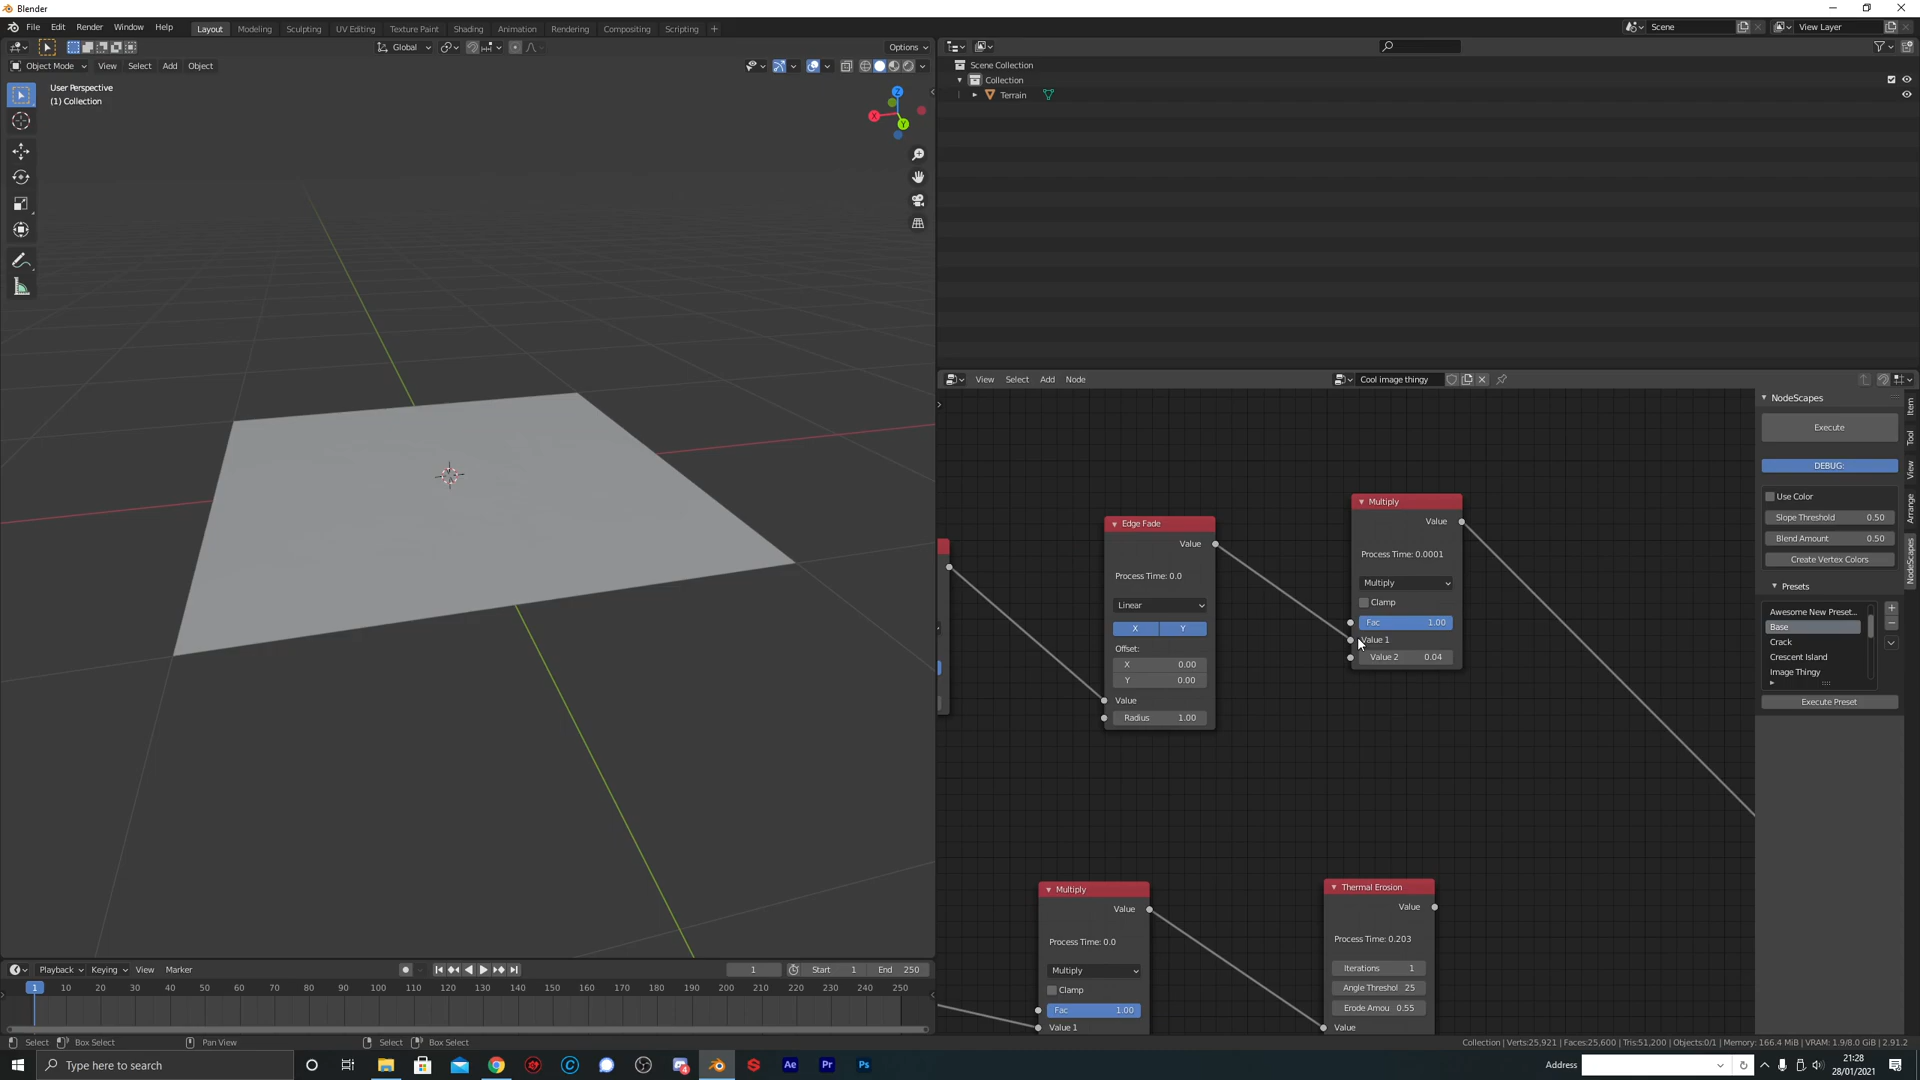 Blender
File Edit Render Window Help
Layout Modeling Sculpting UV Editing Texture Paint Shading Animation Rendering Compositing Scripting +
Scene
View Layer
Global
Options
Object Mode View Select Add Object
User Perspective
(1) Collection
Z
X
Y
Scene Collection
Collection
Terrain
View Select Add Node
Cool image thingy
Edge Fade
Value
Process Time: 0.0
Linear
X Y
Offset:
X 0.00
Y 0.00
Value
Radius 1.00
Multiply
Value
Process Time: 0.0001
Multiply
Clamp
Fac 1.00
Value 1
Value 2 0.04
Multiply
Value
Process Time: 0.0
Multiply
Clamp
Fac 1.00
Value 1
Thermal Erosion
Value
Process Time: 0.203
Iterations 1
Angle Threshol 25
Erode Amou 0.55
Value
NodeScapes
Execute
DEBUG:
Use Color
Slope Threshold 0.50
Blend Amount 0.50
Create Vertex Colors
Presets
Awesome New Preset...
Base
Crack
Crescent Island
Image Thingy
Execute Preset
Item
Tool
View
Arrange
NodeScapes
Playback Keying View Marker
1
Start 1
End 250
1 10 20 30 40 50 60 70 80 90 100 110 120 130 140 150 160 170 180 190 200 210 220 230 240 250
Select Box Select Pan View Select Box Select
Collection | Verts:25,921 | Faces:25,600 | Tris:51,200 | Objects:0/1 | Memory: 166.4 MiB | VRAM: 1.9/8.0 GiB | 2.91.2
Type here to search
4
Ae
Pr
Ps
Address
21:28
28/01/2021